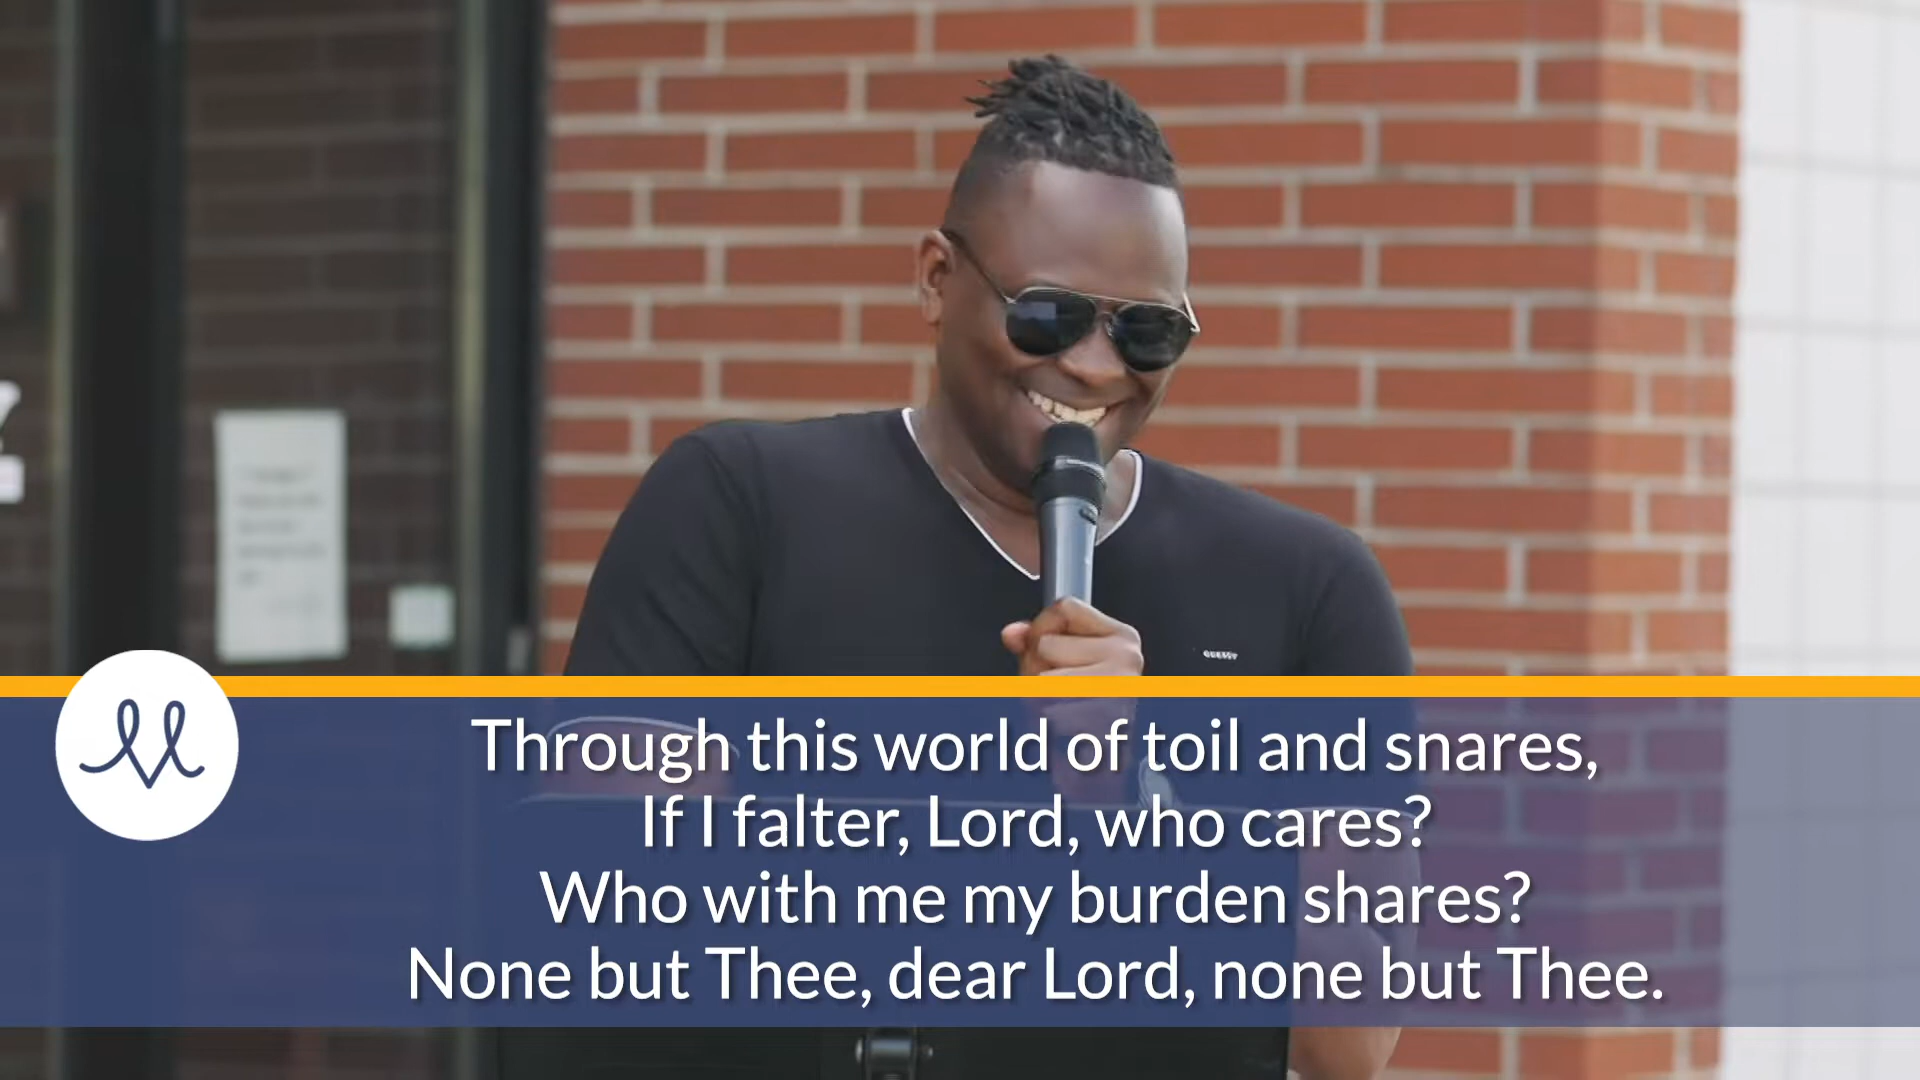 Through this world of toil and snares,
If I falter, Lord, who cares?
Who with me my burden shares?
None but Thee, dear Lord, none but Thee.